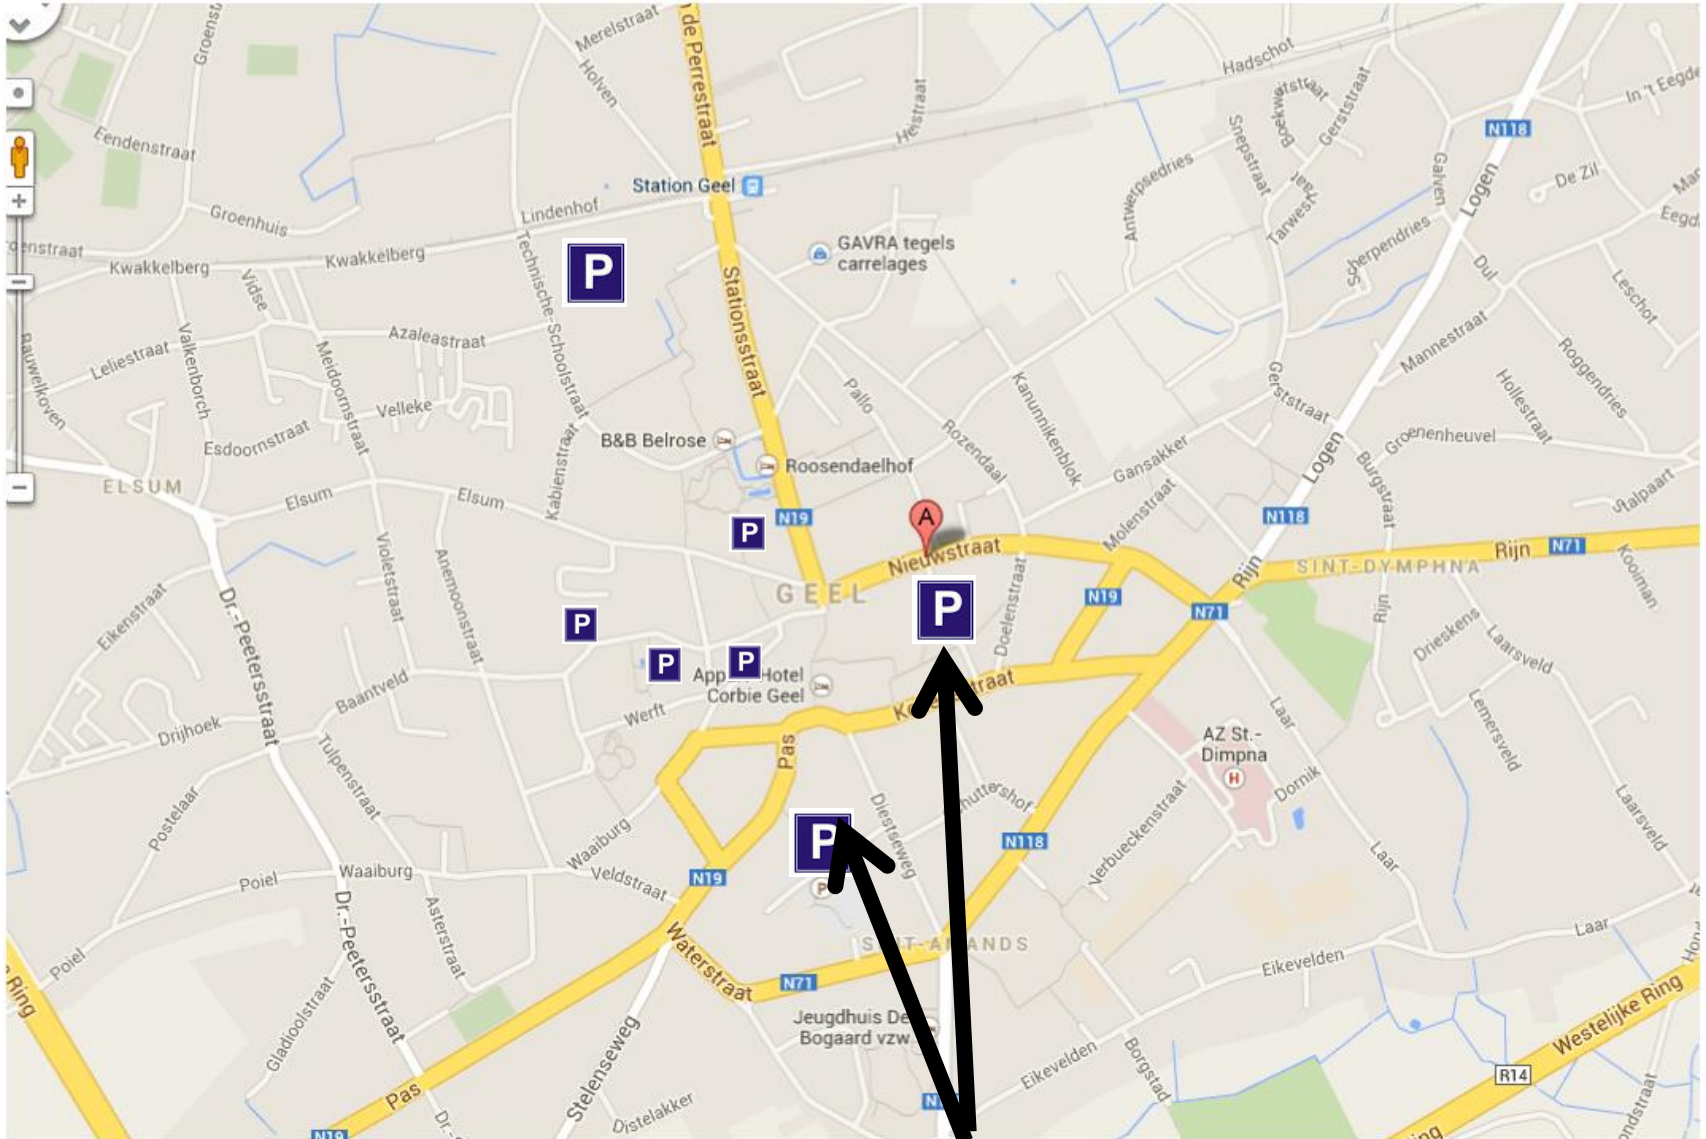 Groenst
Merelstraat
n de Perrestraat
Holven
Hadschot
In 't Eegde
Boekweitstraat
Gerststraat
Snepstraat
Heistraat
N118
Eendenstraat
Antwerpsedries
Galven
Logen
De Zil
Station Geel
Tarwestraat
Groenhuis
Lindenhof
Eegd
Scherpendries
Kwakkelberg
Kwakkelberg
P
GAVRA tegels
carrelages
Technische-Schoolstraat
Vidse
Stationsstraat
Dul
Leschot
Valkenborch
Azaleastraat
Leliestraat
Meidoornstraat
Mannestraat
Roggendries
Rauwelkoven
Velleke
Pallo
Kanunnikenblok
Gerststraat
Hollestraat
Esdoornstraat
Kabienstraat
B&B Belrose
Roosendaelhof
Rozendaal
Gansakker
Groenenheuvel
Logen
Burgstraat
ELSUM
Elsum
Elsum
Molenstraat
N19
A
N118
P
Nieuwstraat
Rijn
N71
Rijn
SINT-DYMPHNA
Kooiman
Violetstraat
Anemoonstraat
GEEL
P
Doelenstraat
N19
N71
Rijn
Eikenstraat
Dr.-Peetersstraat
P
P
P
Drieskens
Laarsveld
Hotel
Corbie Geel
Baantveld
Werft
Drijhoek
Pas
AZ St.-
Dimpna
H
Laar
Lemersveld
Tulpenstraat
Dornik
Postelaar
Diestseweg
Verbueckenstraat
Laarsveld
Waaiburg
P
N118
Laar
Poiel
Waaiburg
Veldstraat
N19
P
Asterstraat
Dr.-Peetersstraat
Waterstraat
Laar
Poiel
Eikevelden
N71
Ring
Gladioolstraat
Jeugdhuis De
Bogaard vzw
Westelijke Ring
Stelenseweg
Eikevelden
Borgstad
R14
Pas
Distelakker
N19